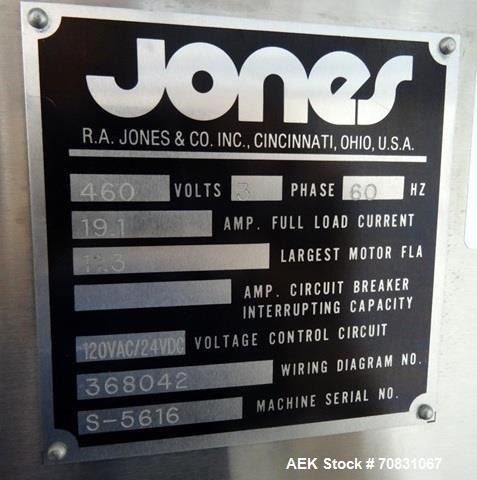 Jones
R.A. JONES & CO. INC., CINCINNATI, OHIO, U.S.A.
460 VOLTS 3 PHASE 60 HZ
19.1 AMP. FULL LOAD CURRENT
LARGEST MOTOR FLA
AMP. CIRCUIT BREAKER
INTERRUPTING CAPACITY
120VAC/24VDC VOLTAGE CONTROL CIRCUIT
368042 WIRING DIAGRAM NO.
S-5616 MACHINE SERIAL NO.
AEK Stock # 70831067